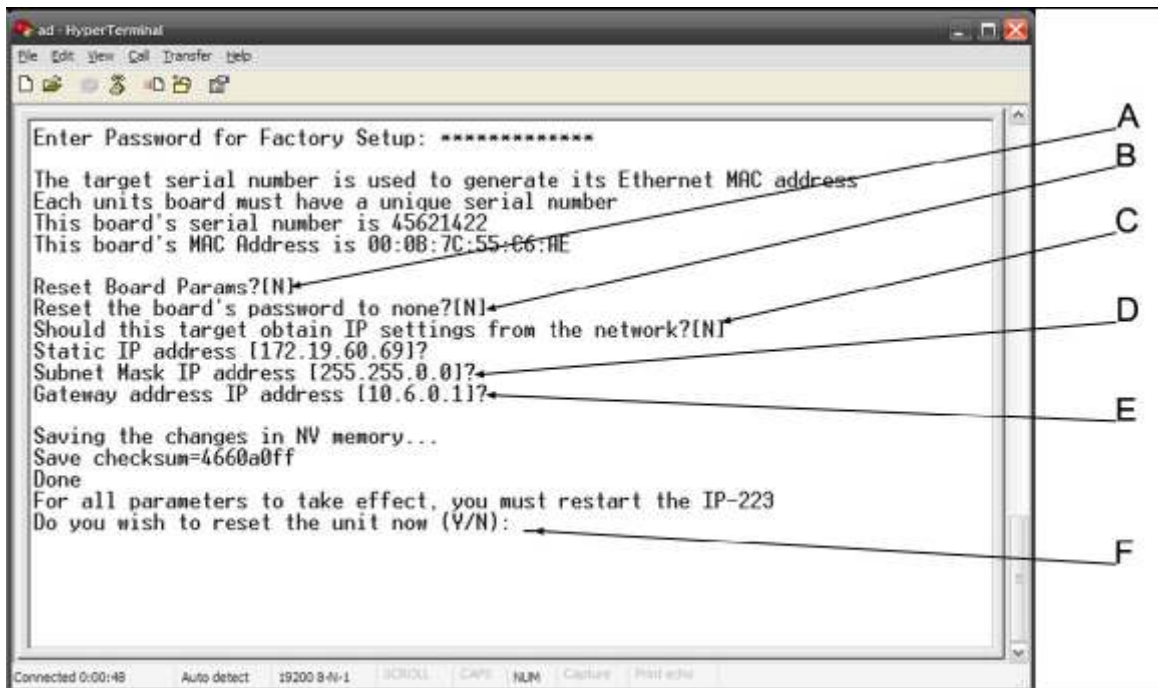 ad - HyperTerminal
File Edit View Call Transfer Help
Enter Password for Factory Setup: *************
The target serial number is used to generate its Ethernet MAC address
Each units board must have a unique serial number
This board's serial number is 45621422
This board's MAC Address is 00:0B:7C:55:C6:AE
Reset Board Params?[N]
Reset the board's password to none?[N]
Should this target obtain IP settings from the network?[N]
Static IP address [172.19.60.69]?
Subnet Mask IP address [255.255.0.0]?
Gateway address IP address [10.6.0.1]?
Saving the changes in NV memory...
Save checksum=4660a0ff
Done
For all parameters to take effect, you must restart the IP-223
Do you wish to reset the unit now (Y/N):
A
B
C
D
E
F
Connected 0:00:48 Auto detect 19200 8-N-1 SCROLL CAPS NUM Capture Print echo